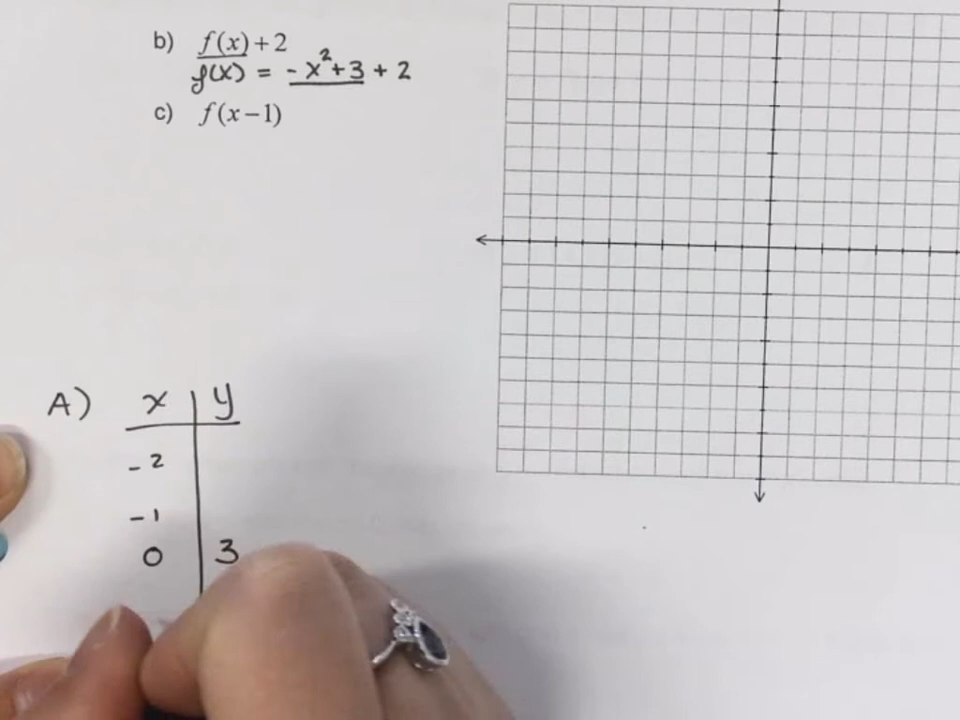 b) f(x)+2
f(x) = -x²+3 + 2
c) f(x-1)
A) x y
-2
-1
0 3